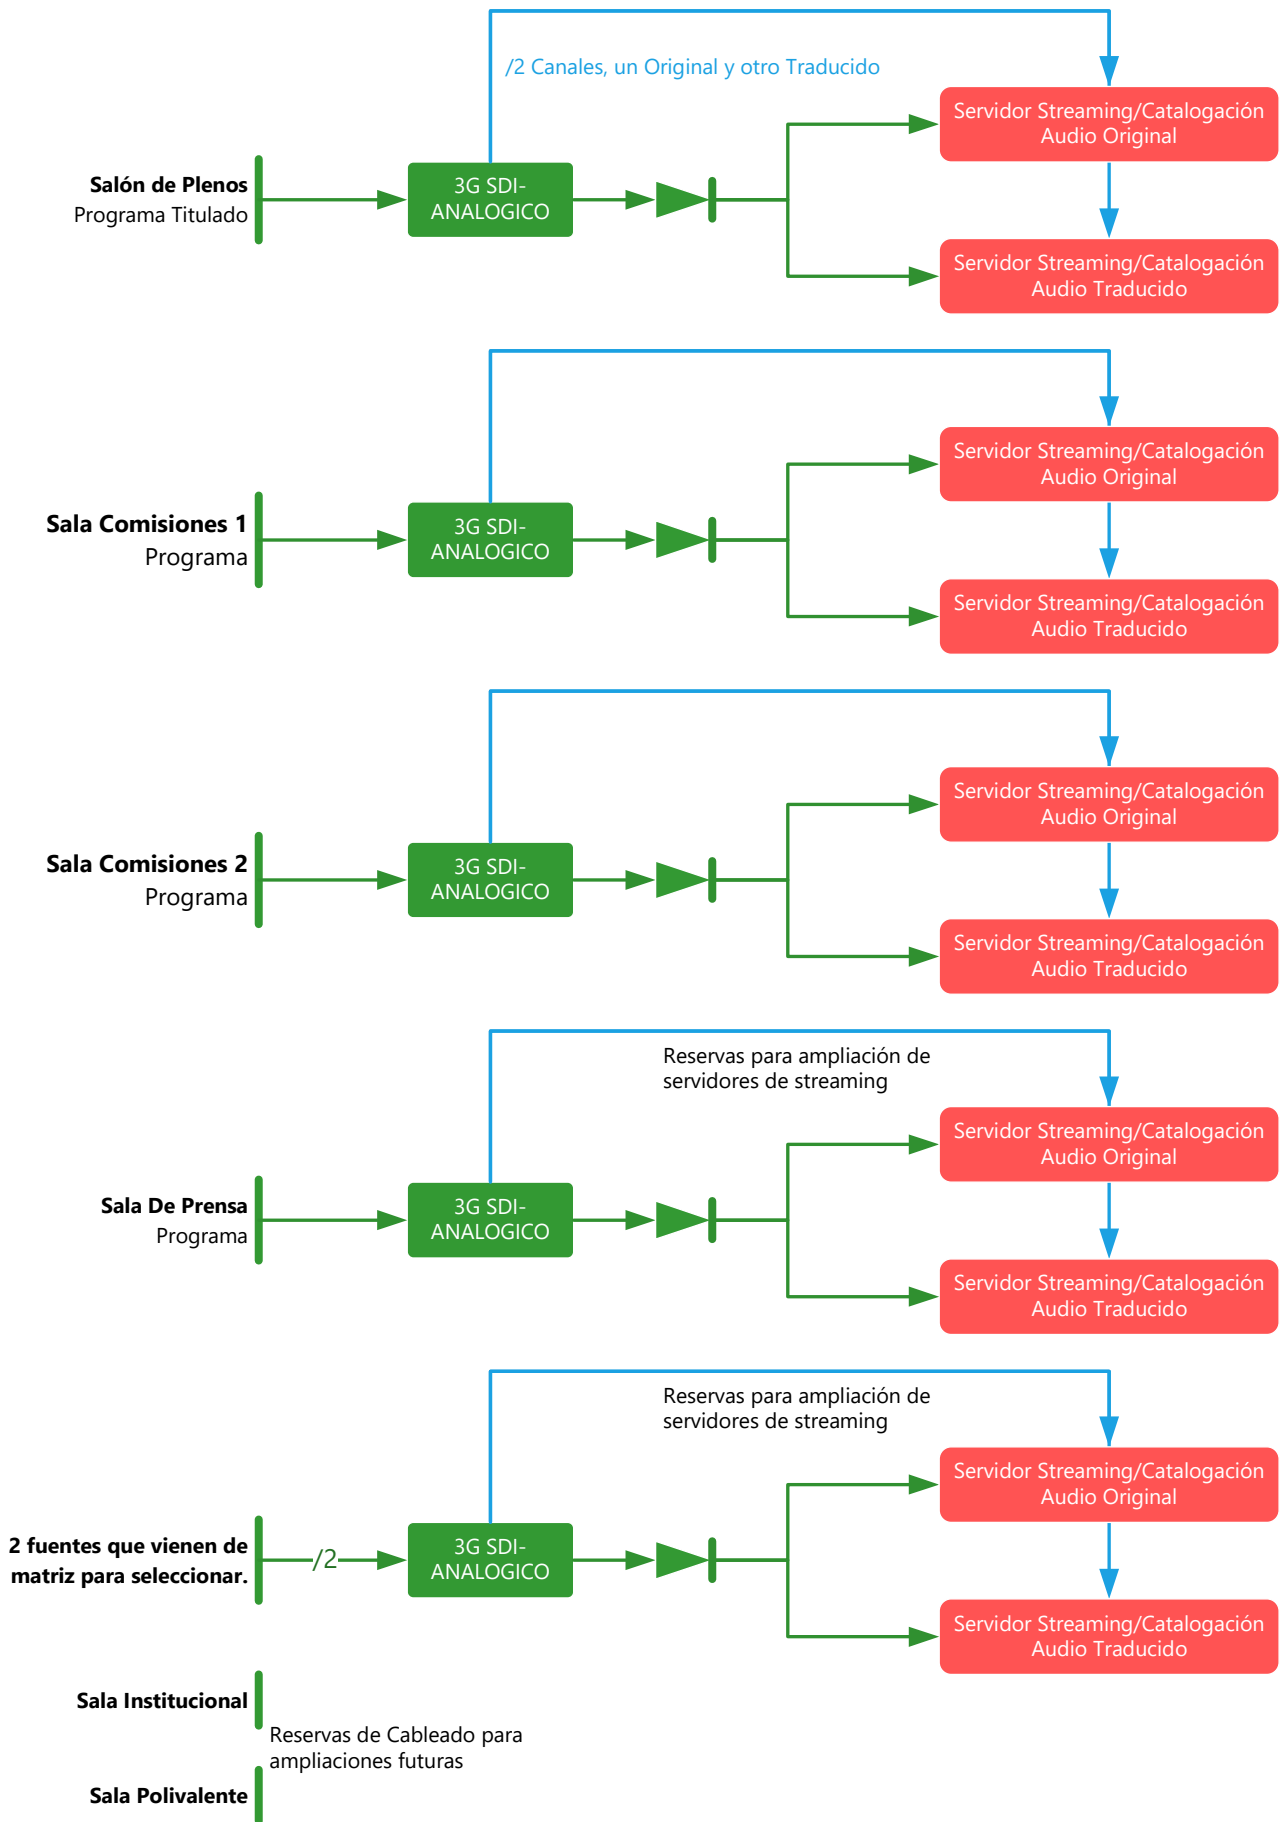 /2 Canales, un Original y otro Traducido
Servidor Streaming/Catalogación
Audio Original
Salón de Plenos
Programa Titulado
3G SDI-
ANALOGICO
Servidor Streaming/Catalogación
Audio Traducido
Servidor Streaming/Catalogación
Audio Original
Sala Comisiones 1
Programa
3G SDI-
ANALOGICO
Servidor Streaming/Catalogación
Audio Traducido
Servidor Streaming/Catalogación
Audio Original
Sala Comisiones 2
Programa
3G SDI-
ANALOGICO
Servidor Streaming/Catalogación
Audio Traducido
Reservas para ampliación de
servidores de streaming
Servidor Streaming/Catalogación
Audio Original
Sala De Prensa
Programa
3G SDI-
ANALOGICO
Servidor Streaming/Catalogación
Audio Traducido
Reservas para ampliación de
servidores de streaming
Servidor Streaming/Catalogación
Audio Original
2 fuentes que vienen de
matriz para seleccionar.
/2
3G SDI-
ANALOGICO
Servidor Streaming/Catalogación
Audio Traducido
Sala Institucional
Reservas de Cableado para
ampliaciones futuras
Sala Polivalente